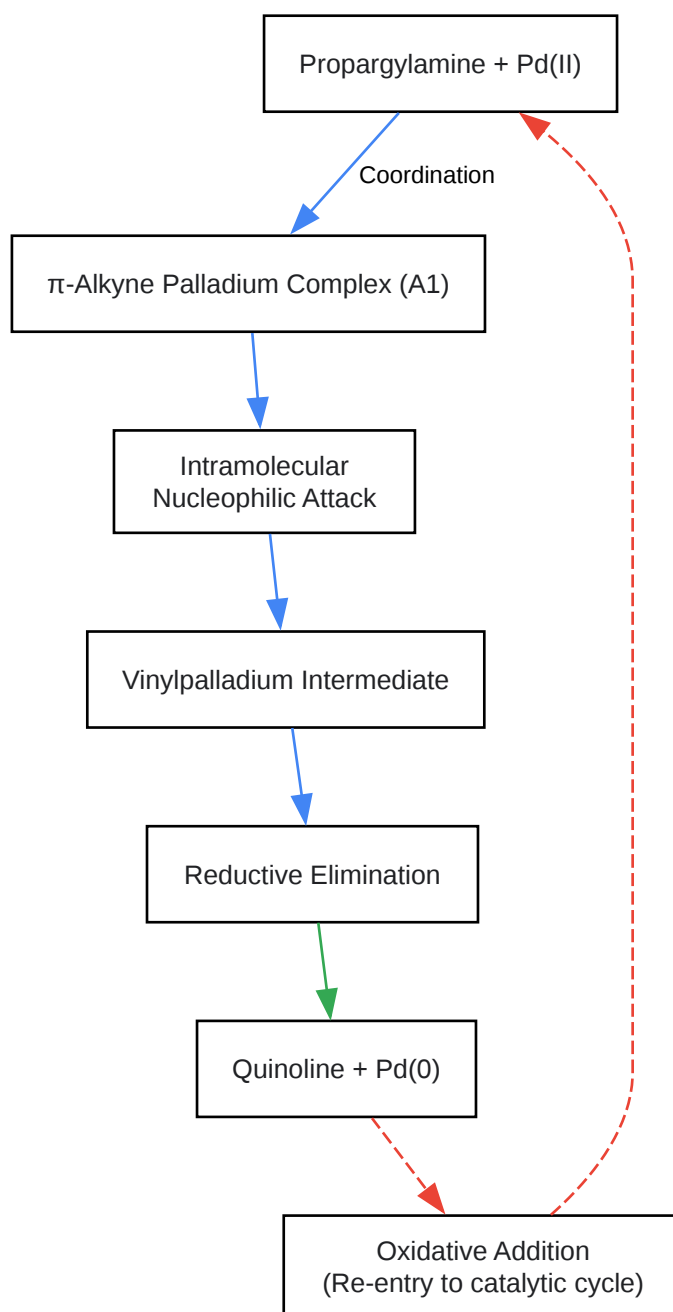 Propargylamine + Pd(II)
Coordination
π-Alkyne Palladium Complex (A1)
Intramolecular
Nucleophilic Attack
Vinylpalladium Intermediate
Reductive Elimination
Quinoline + Pd(0)
Oxidative Addition
(Re-entry to catalytic cycle)